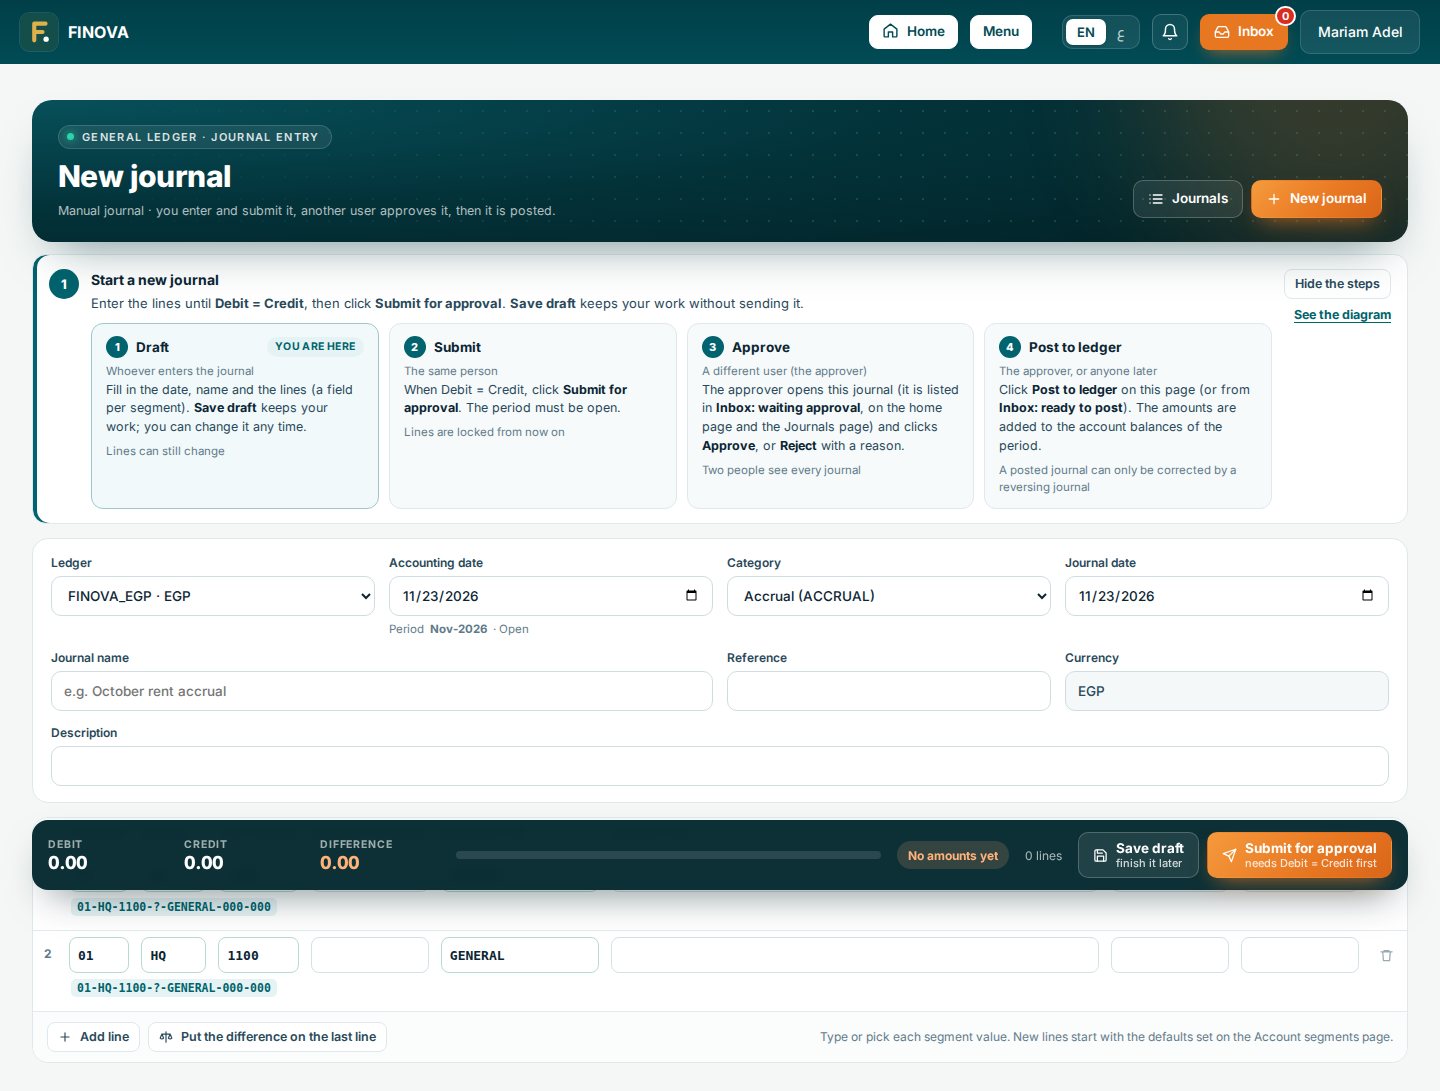 FINOVA
Home
Menu
EN
ع
Inbox
0
Mariam Adel
GENERAL LEDGER · JOURNAL ENTRY
New journal
Manual journal · you enter and submit it, another user approves it, then it is posted.
Journals
New journal
1
Start a new journal
Enter the lines until Debit = Credit, then click Submit for approval. Save draft keeps your work without sending it.
Hide the steps
See the diagram
1 Draft YOU ARE HERE
Whoever enters the journal
Fill in the date, name and the lines (a field
per segment). Save draft keeps your
work; you can change it any time.
Lines can still change
2 Submit
The same person
When Debit = Credit, click Submit for
approval. The period must be open.
Lines are locked from now on
3 Approve
A different user (the approver)
The approver opens this journal (it is listed
in Inbox: waiting approval, on the home
page and the Journals page) and clicks
Approve, or Reject with a reason.
Two people see every journal
4 Post to ledger
The approver, or anyone later
Click Post to ledger on this page (or from
Inbox: ready to post). The amounts are
added to the account balances of the
period.
A posted journal can only be corrected by a
reversing journal
Ledger
FINOVA_EGP · EGP
Accounting date
11/23/2026
Period Nov-2026 · Open
Category
Accrual (ACCRUAL)
Journal date
11/23/2026
Journal name
e.g. October rent accrual
Reference
Currency
EGP
Description
DEBIT
0.00
CREDIT
0.00
DIFFERENCE
0.00
No amounts yet
0 lines
Save draft
finish it later
Submit for approval
needs Debit = Credit first
01-HQ-1100-?-GENERAL-000-000
2 01 HQ 1100 GENERAL
01-HQ-1100-?-GENERAL-000-000
Add line
Put the difference on the last line
Type or pick each segment value. New lines start with the defaults set on the Account segments page.